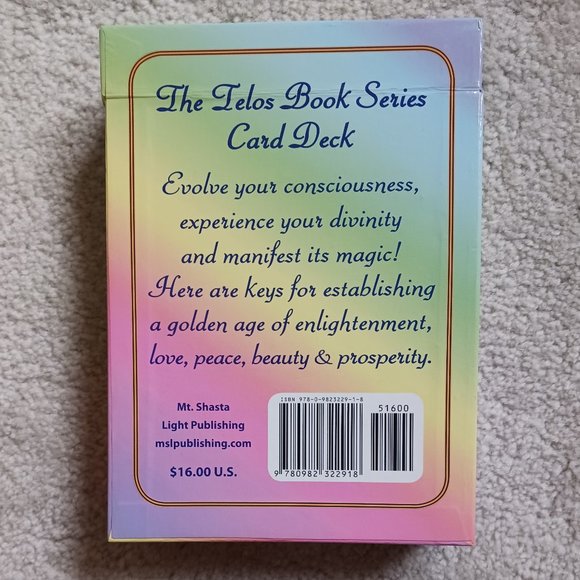 The Telos Book Series
Card Deck
Evolve your consciousness,
experience your divinity
and manifest its magic!
Here are keys for establishing
a golden age of enlightenment,
love, peace, beauty & prosperity.
Mt. Shasta
Light Publishing
mslpublishing.com
$16.00 U.S.
ISBN 978-0-9823229-1-8
51600
9 780982 322918